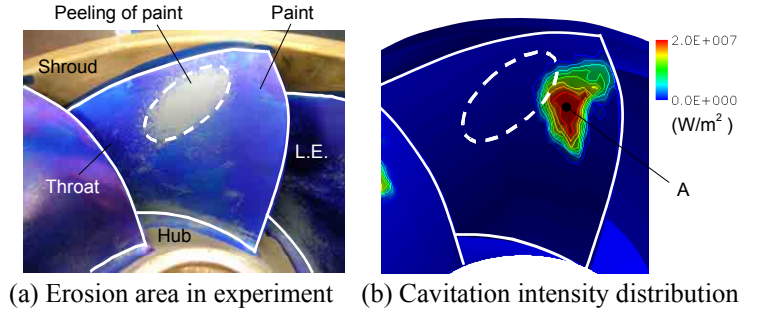 Peeling of paint
Paint
Shroud
L.E.
Throat
Hub
2.0E+007
0.0E+000
(W/m²)
A
(a) Erosion area in experiment
(b) Cavitation intensity distribution